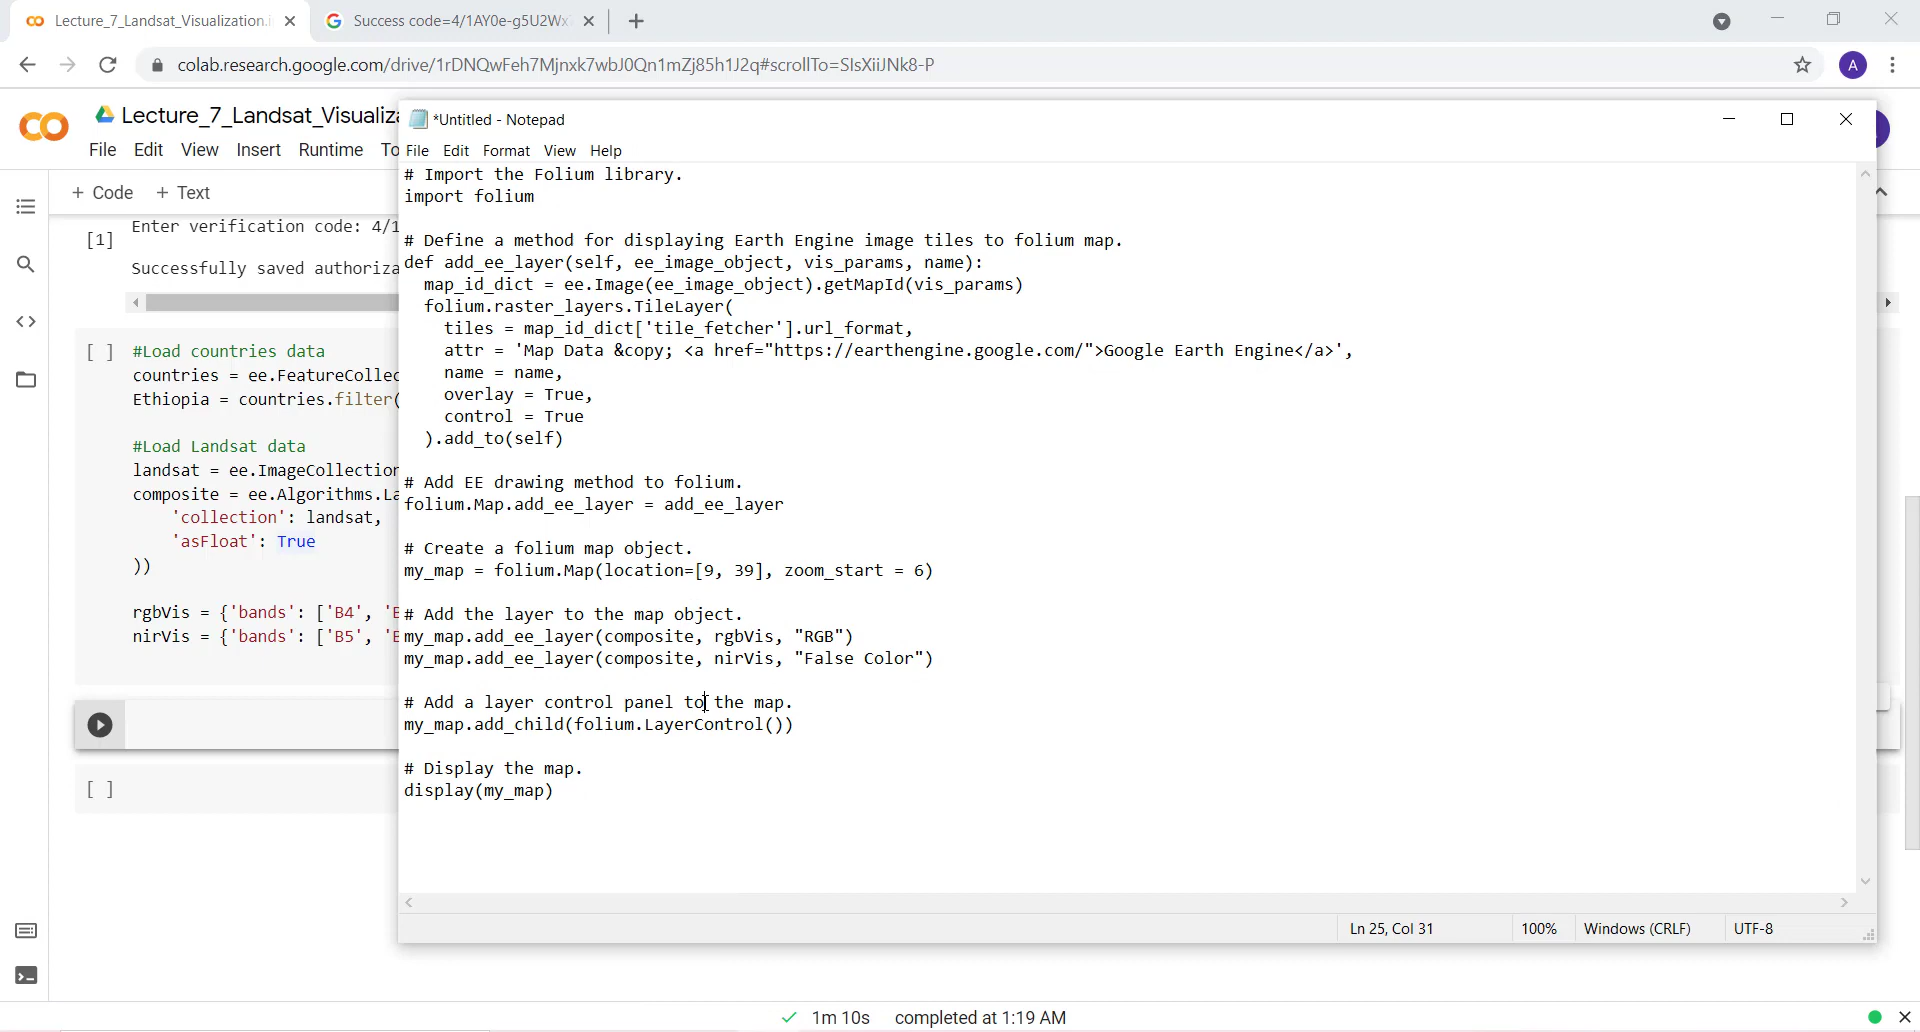 Lecture_7_Landsat_Visualization.i
Success code=4/1AY0e-g5U2Wx
colab.research.google.com/drive/1rDNQwFeh7Mjnxk7wbJ0Qn1mZj85h1J2q#scrollTo=SIsXiiJNk8-P
A
Lecture_7_Landsat_Visualiza
File Edit View Insert Runtime To
+ Code + Text
Enter verification code: 4/1
[1]
Successfully saved authoriza
[ ] #Load countries data
countries = ee.FeatureCollec
Ethiopia = countries.filter(
#Load Landsat data
landsat = ee.ImageCollection
composite = ee.Algorithms.La
'collection': landsat,
'asFloat': True
))
rgbVis = {'bands': ['B4', 'B
nirVis = {'bands': ['B5', 'B
[ ]
*Untitled - Notepad
File Edit Format View Help
# Import the Folium library.
import folium
# Define a method for displaying Earth Engine image tiles to folium map.
def add_ee_layer(self, ee_image_object, vis_params, name):
map_id_dict = ee.Image(ee_image_object).getMapId(vis_params)
folium.raster_layers.TileLayer(
tiles = map_id_dict['tile_fetcher'].url_format,
attr = 'Map Data &copy; <a href="https://earthengine.google.com/">Google Earth Engine</a>',
name = name,
overlay = True,
control = True
).add_to(self)
# Add EE drawing method to folium.
folium.Map.add_ee_layer = add_ee_layer
# Create a folium map object.
my_map = folium.Map(location=[9, 39], zoom_start = 6)
# Add the layer to the map object.
my_map.add_ee_layer(composite, rgbVis, "RGB")
my_map.add_ee_layer(composite, nirVis, "False Color")
# Add a layer control panel to the map.
my_map.add_child(folium.LayerControl())
# Display the map.
display(my_map)
Ln 25, Col 31 100% Windows (CRLF) UTF-8
1m 10s completed at 1:19 AM